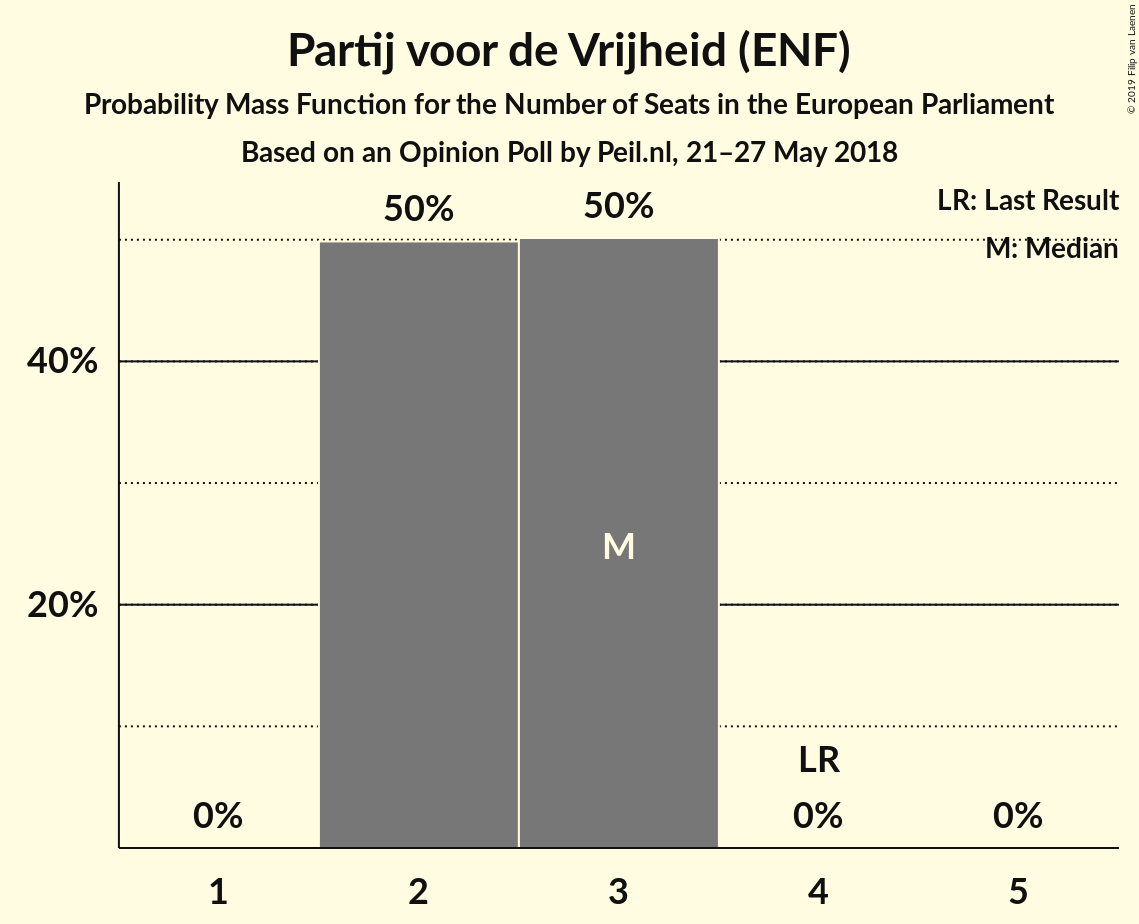 Partij voor de Vrijheid (ENF)
Probability Mass Function for the Number of Seats in the European Parliament
Based on an Opinion Poll by Peil.nl, 21–27 May 2018
© 2019 Filip van Laenen
LR: Last Result
M: Median
50%
50%
40%
20%
M
LR
0%
0%
0%
1
2
3
4
5